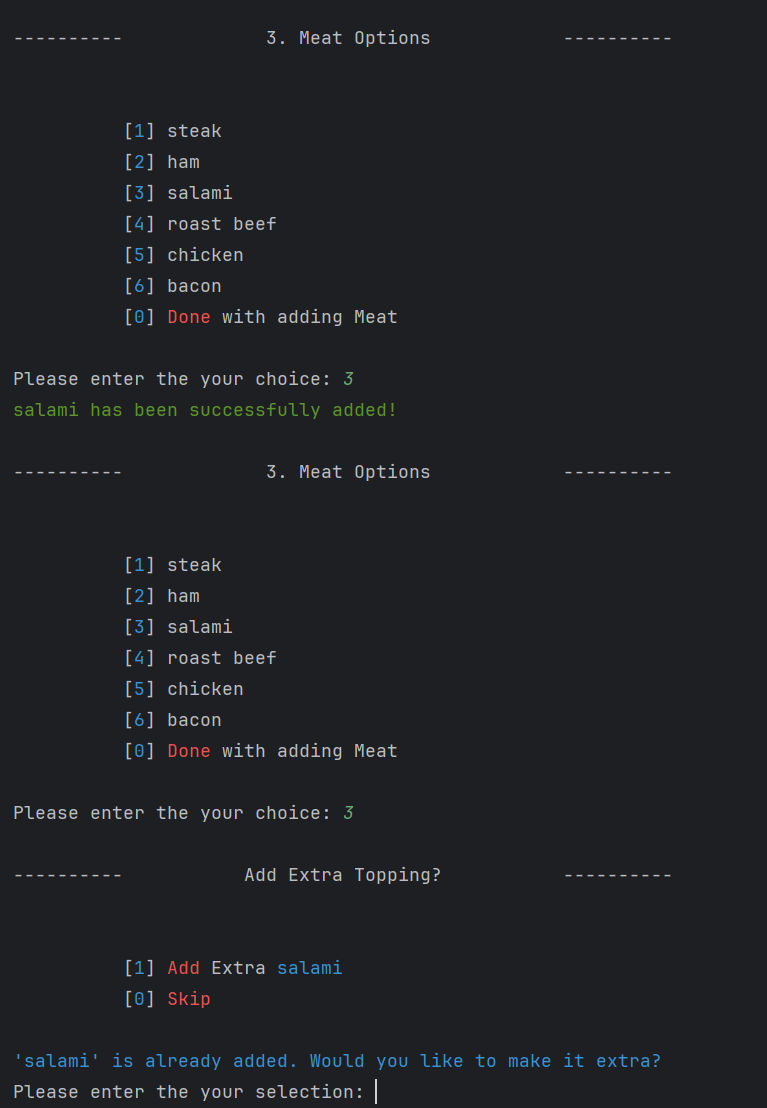 ---------- 3. Meat Options ----------
[1] steak
[2] ham
[3] salami
[4] roast beef
[5] chicken
[6] bacon
[0] Done with adding Meat
Please enter the your choice: 3
salami has been successfully added!
---------- 3. Meat Options ----------
[1] steak
[2] ham
[3] salami
[4] roast beef
[5] chicken
[6] bacon
[0] Done with adding Meat
Please enter the your choice: 3
---------- Add Extra Topping? ----------
[1] Add Extra salami
[0] Skip
'salami' is already added. Would you like to make it extra?
Please enter the your selection: